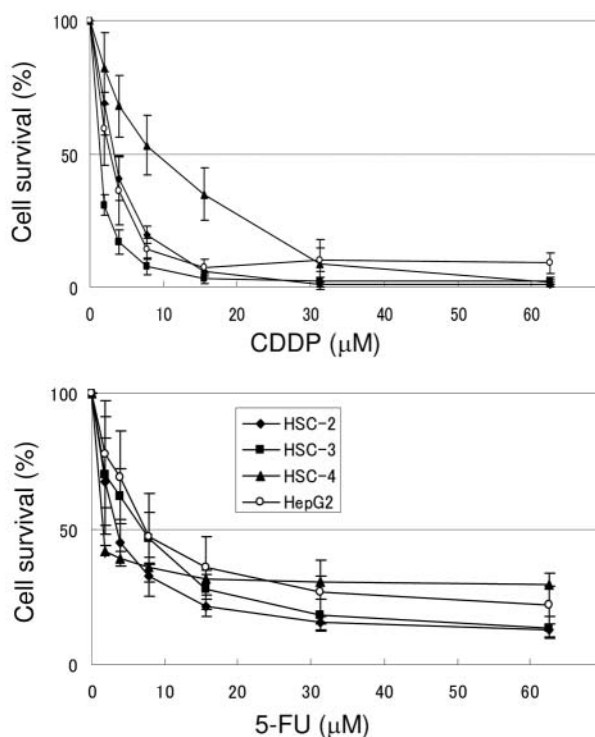 100
50
0
Cell survival (%)
0 10 20 30 40 50 60
CDDP (μM)
100
50
0
Cell survival (%)
HSC-2
HSC-3
HSC-4
HepG2
0 10 20 30 40 50 60
5-FU (μM)